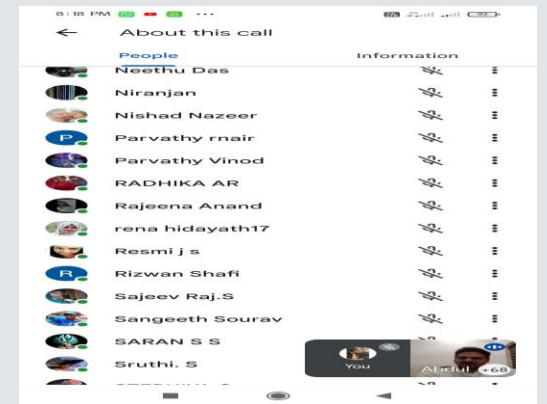 8:18 PM
About this call
People Information
Neethu Das
Niranjan
Nishad Nazeer
P Parvathy rnair
Parvathy Vinod
RADHIKA AR
Rajeena Anand
rena hidayath17
Resmi j s
R Rizwan Shafi
Sajeev Raj.S
Sangeeth Sourav
SARAN S S
Sruthi. S
You Abdul +68